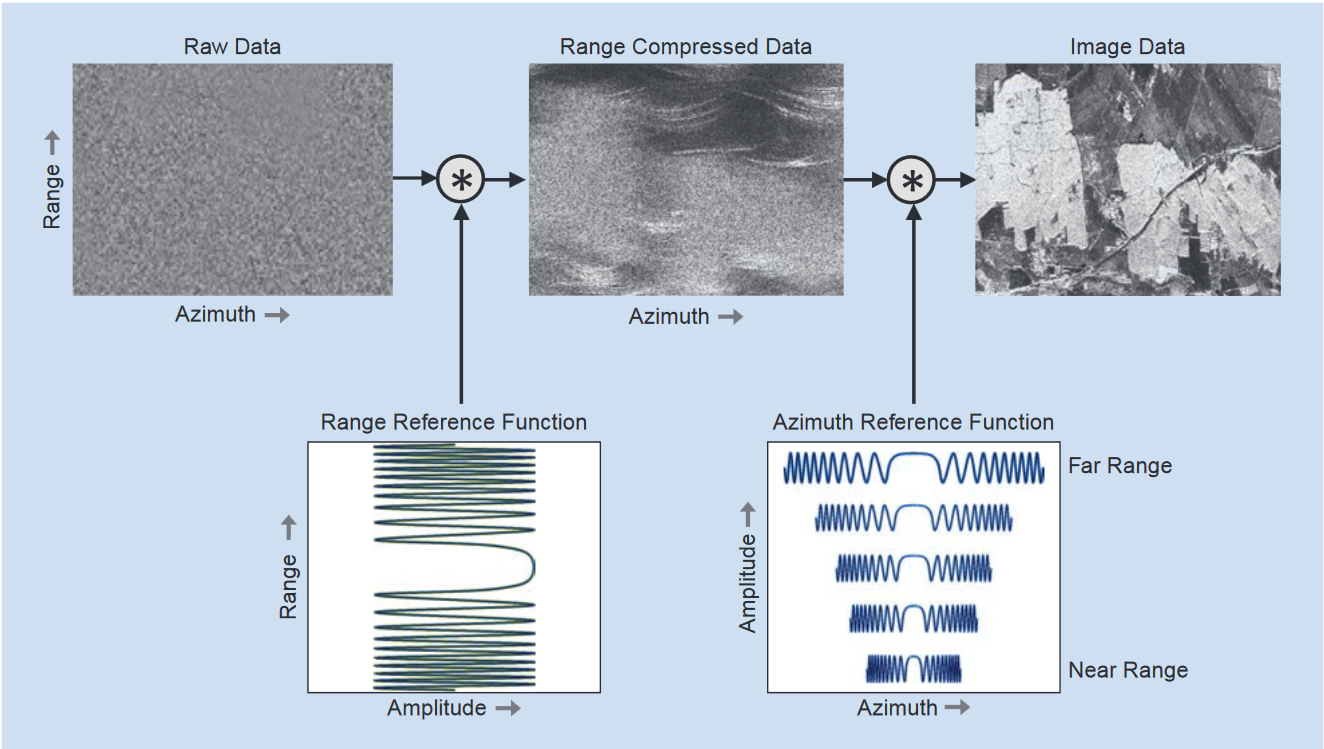 Raw Data
Range Compressed Data
Image Data
Range
*
*
Azimuth
Azimuth
Range Reference Function
Azimuth Reference Function
Far Range
Range
Amplitude
Near Range
Amplitude
Azimuth